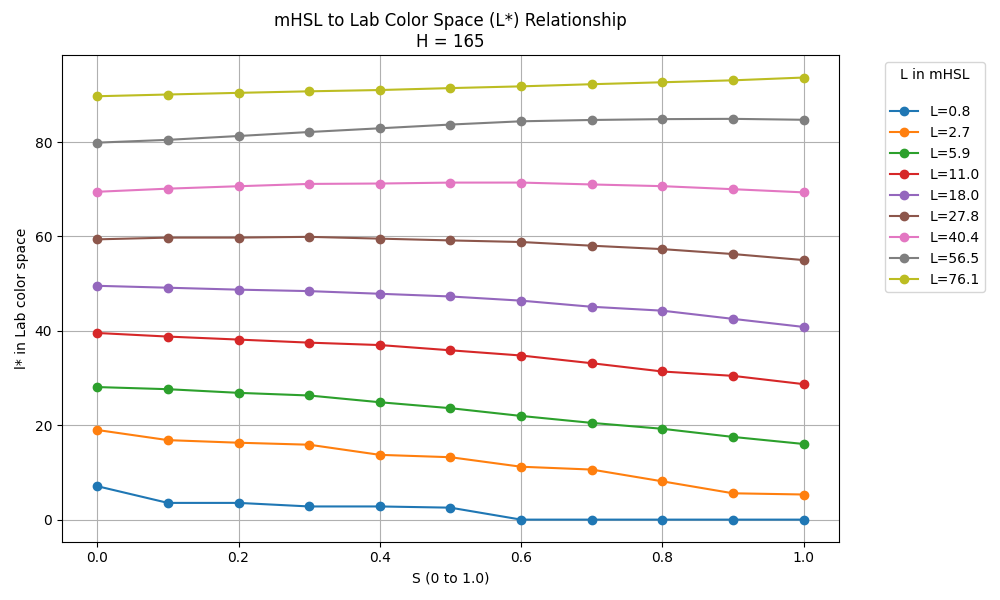 mHSL to Lab Color Space (L*) Relationship
H = 165
L in mHSL
L=0.8
L=2.7
L=5.9
L=11.0
L=18.0
L=27.8
L=40.4
L=56.5
L=76.1
l* in Lab color space
80
60
40
20
0
0.0 0.2 0.4 0.6 0.8 1.0
S (0 to 1.0)